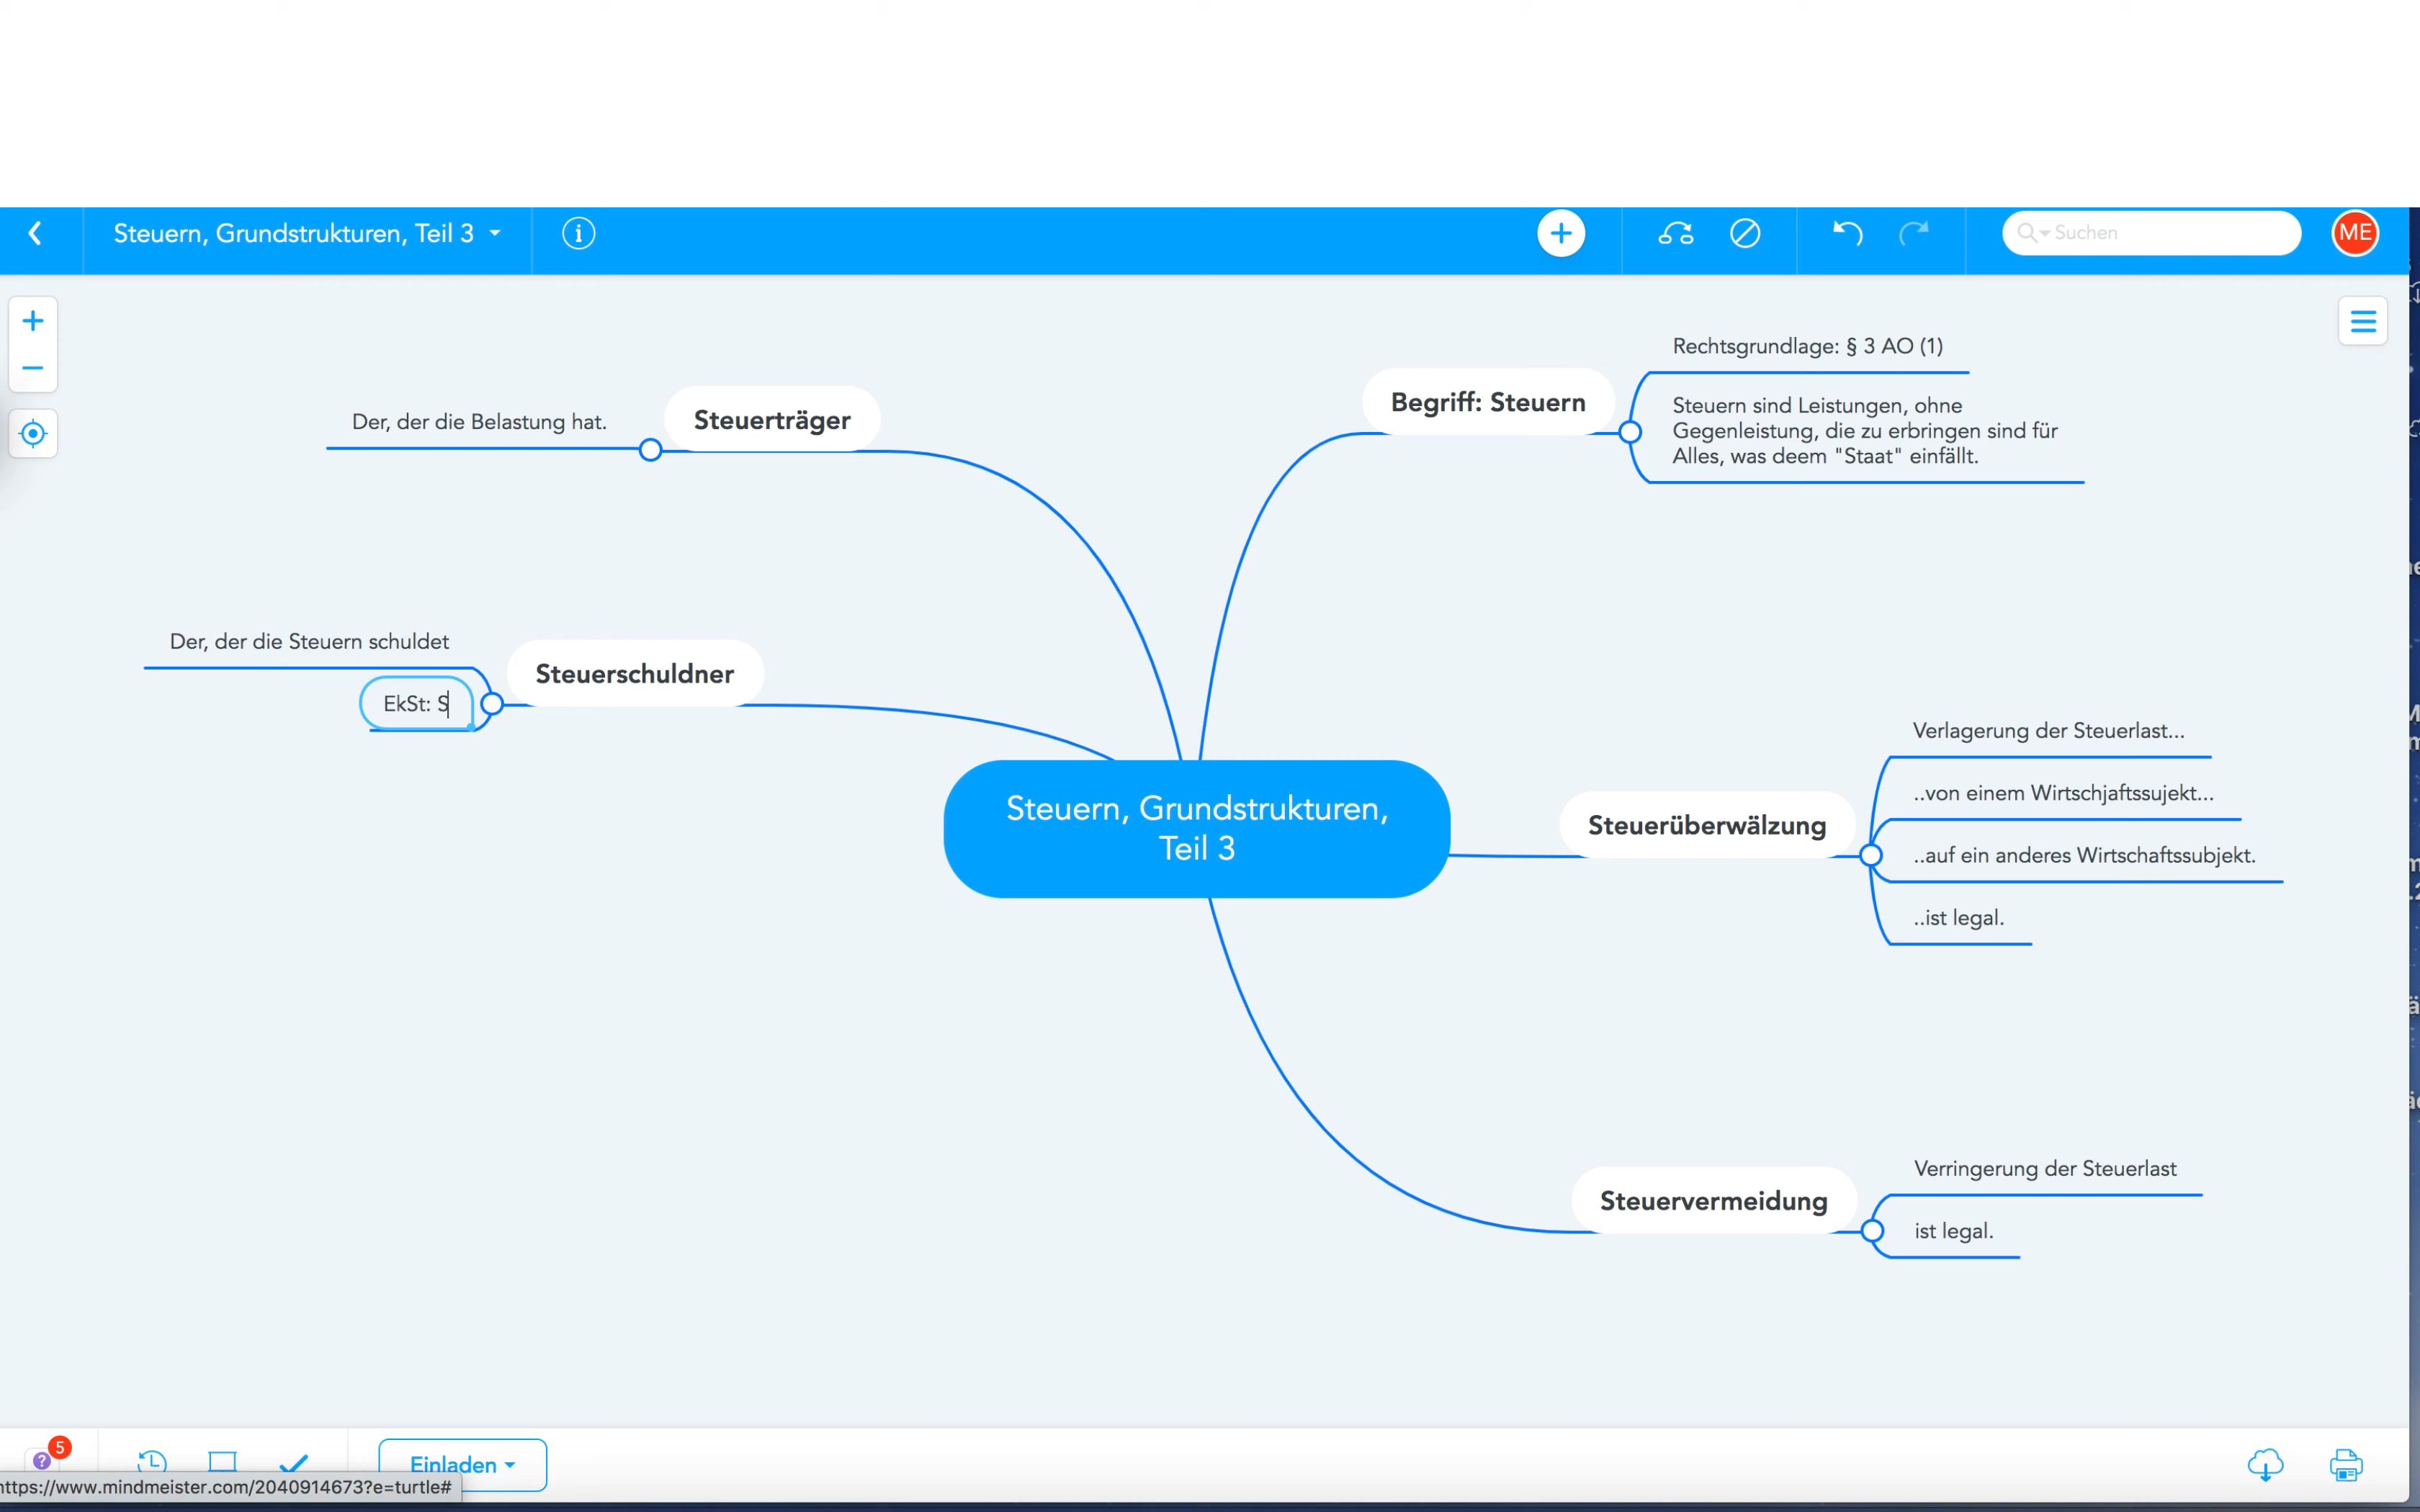 Steuern, Grundstrukturen, Teil 3
Suchen
ME
Rechtsgrundlage: § 3 AO (1)
Begriff: Steuern
Steuern sind Leistungen, ohne
Gegenleistung, die zu erbringen sind für
Alles, was deem "Staat" einfällt.
Der, der die Belastung hat.
Steuerträger
Der, der die Steuern schuldet
Steuerschuldner
EkSt: S
Steuern, Grundstrukturen,
Teil 3
Verlagerung der Steuerlast...
..von einem Wirtschjaftssujekt...
Steuerüberwälzung
..auf ein anderes Wirtschaftssubjekt.
..ist legal.
Verringerung der Steuerlast
Steuervermeidung
ist legal.
5
?
Einladen
ttps://www.mindmeister.com/2040914673?e=turtle#